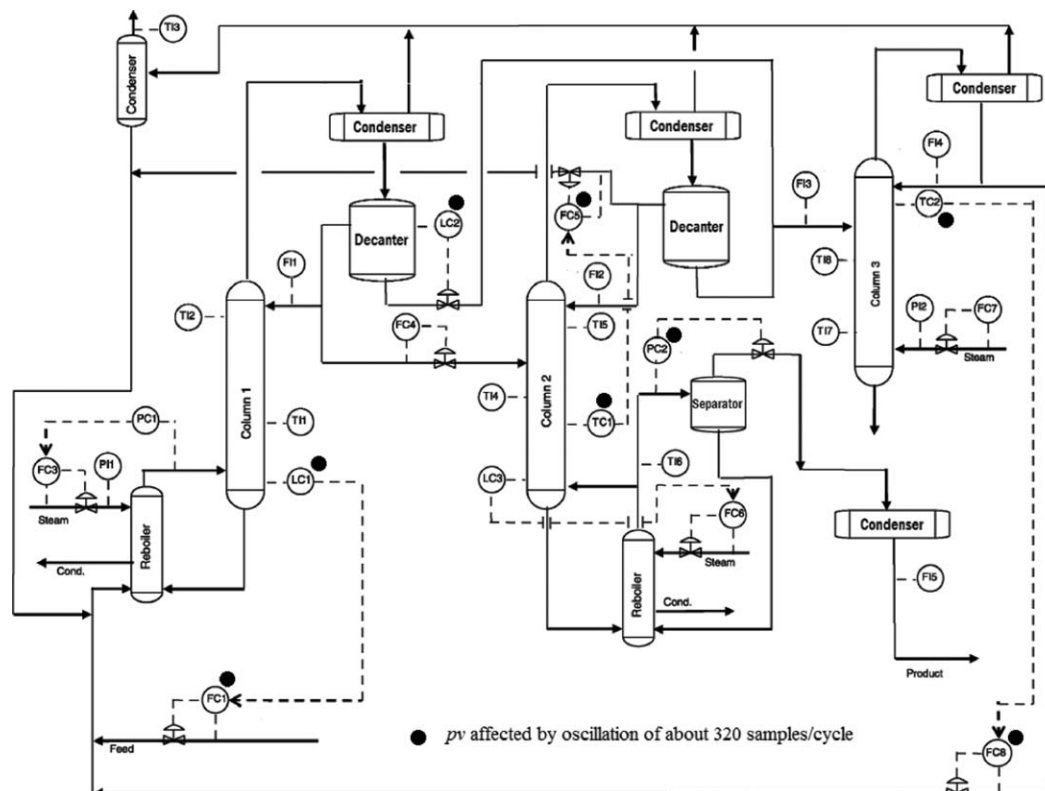 TI3
Condenser
Condenser
Condenser
Condenser
FI4
FI3
TC2
LC2
FC5
Decanter
Decanter
FI1
FI2
TI8
Column 3
TI2
FC4
TI5
PC2
PI2
FC7
TI7
Steam
Separator
Column 1
TI4
Column 2
TC1
PC1
TI1
FC3
PI1
LC1
LC3
TI6
FC6
Steam
Condenser
Steam
Reboiler
Cond.
Reboiler
Cond.
FI5
Product
FC1
Feed
pv affected by oscillation of about 320 samples/cycle
FC8